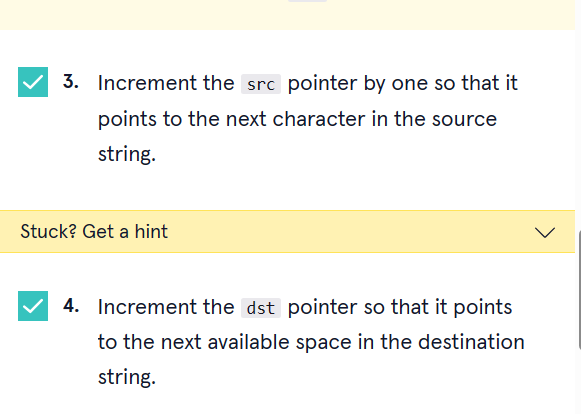 3. Increment the src pointer by one so that it
points to the next character in the source
string.
Stuck? Get a hint
4. Increment the dst pointer so that it points
to the next available space in the destination
string.